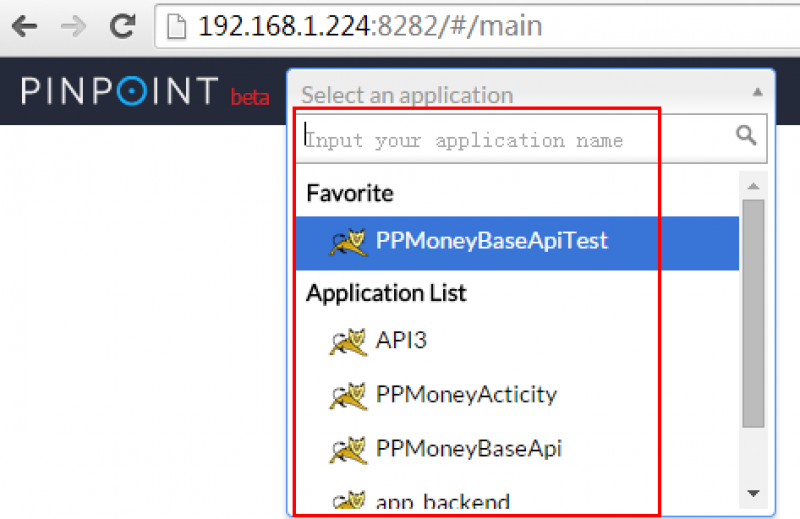 192.168.1.224:8282/#/main
PINPOINT beta
Select an application
Input your application name
Favorite
PPMoneyBaseApiTest
Application List
API3
PPMoneyActicity
PPMoneyBaseApi
app_backend